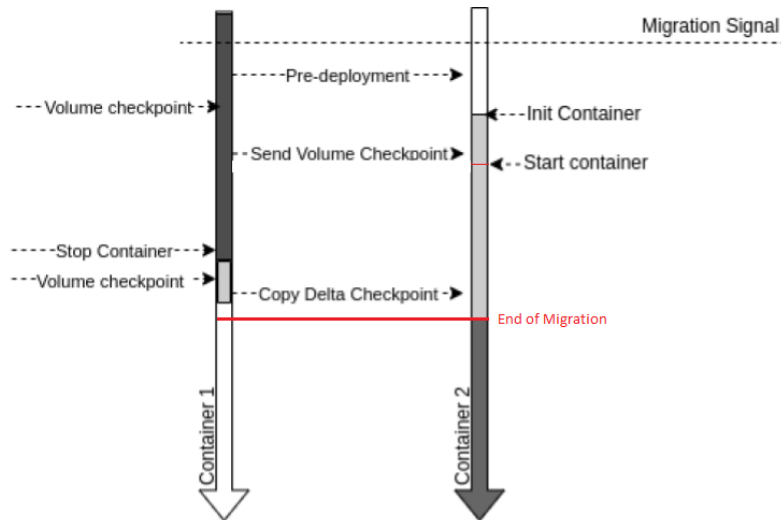 Migration Signal
Pre-deployment
Volume checkpoint
Init Container
Send Volume Checkpoint
Start container
Stop Container
Volume checkpoint
Copy Delta Checkpoint
End of Migration
Container 1
Container 2